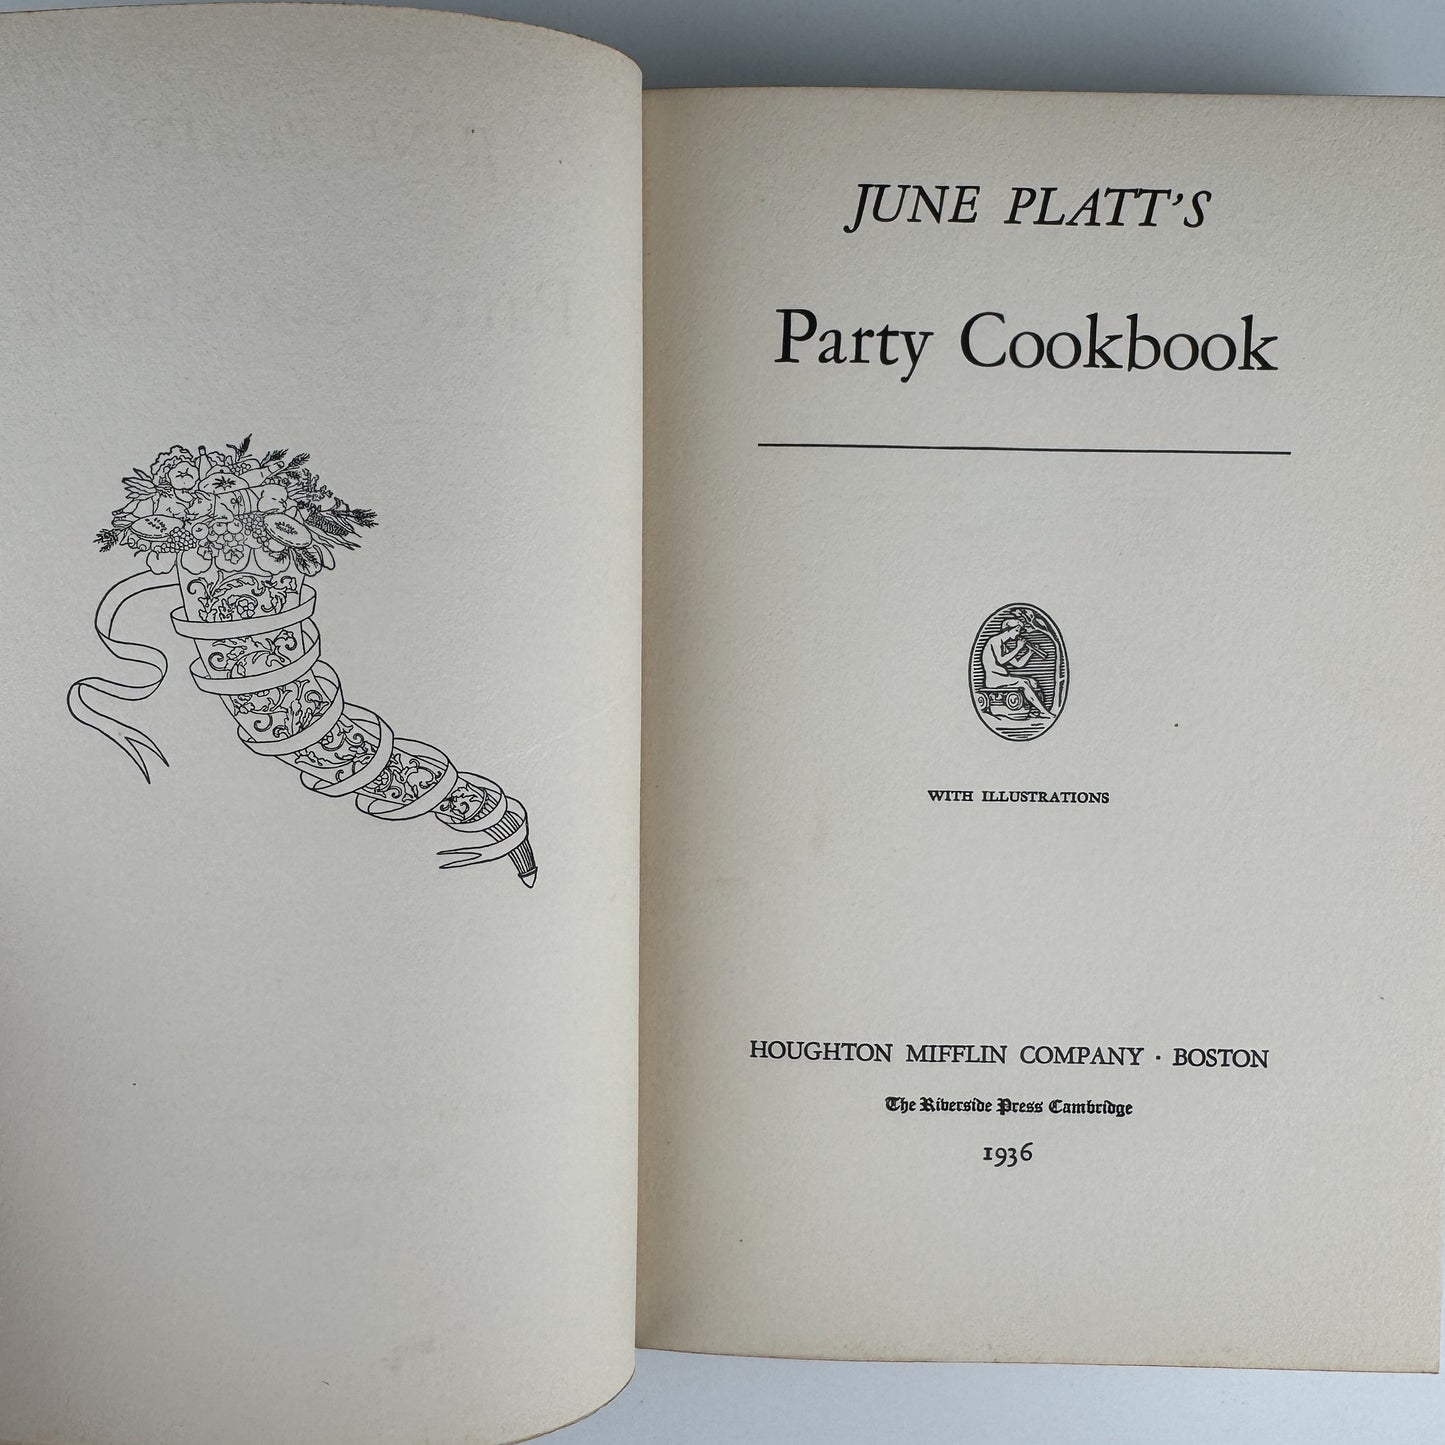 JUNE PLATT'S
Party Cookbook
WITH ILLUSTRATIONS
HOUGHTON MIFFLIN COMPANY · BOSTON
The Riverside Press Cambridge
1936